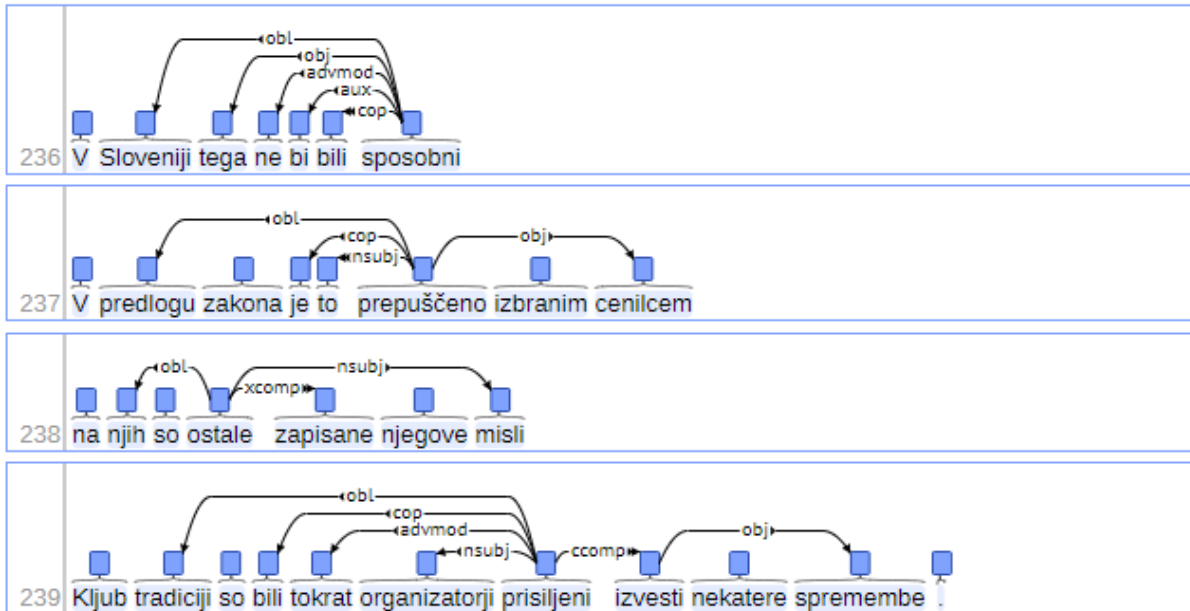 obl
obj
advmod
aux
cop
236 V Sloveniji tega ne bi bili sposobni
obl
cop obj
nsubj
237 V predlogu zakona je to prepuščeno izbranim cenilcem
obl nsubj
xcomp
238 na njih so ostale zapisane njegove misli
obl
cop
advmod obj
nsubj ccomp
239 Kljub tradiciji so bili tokrat organizatorji prisiljeni izvesti nekatere spremembe .